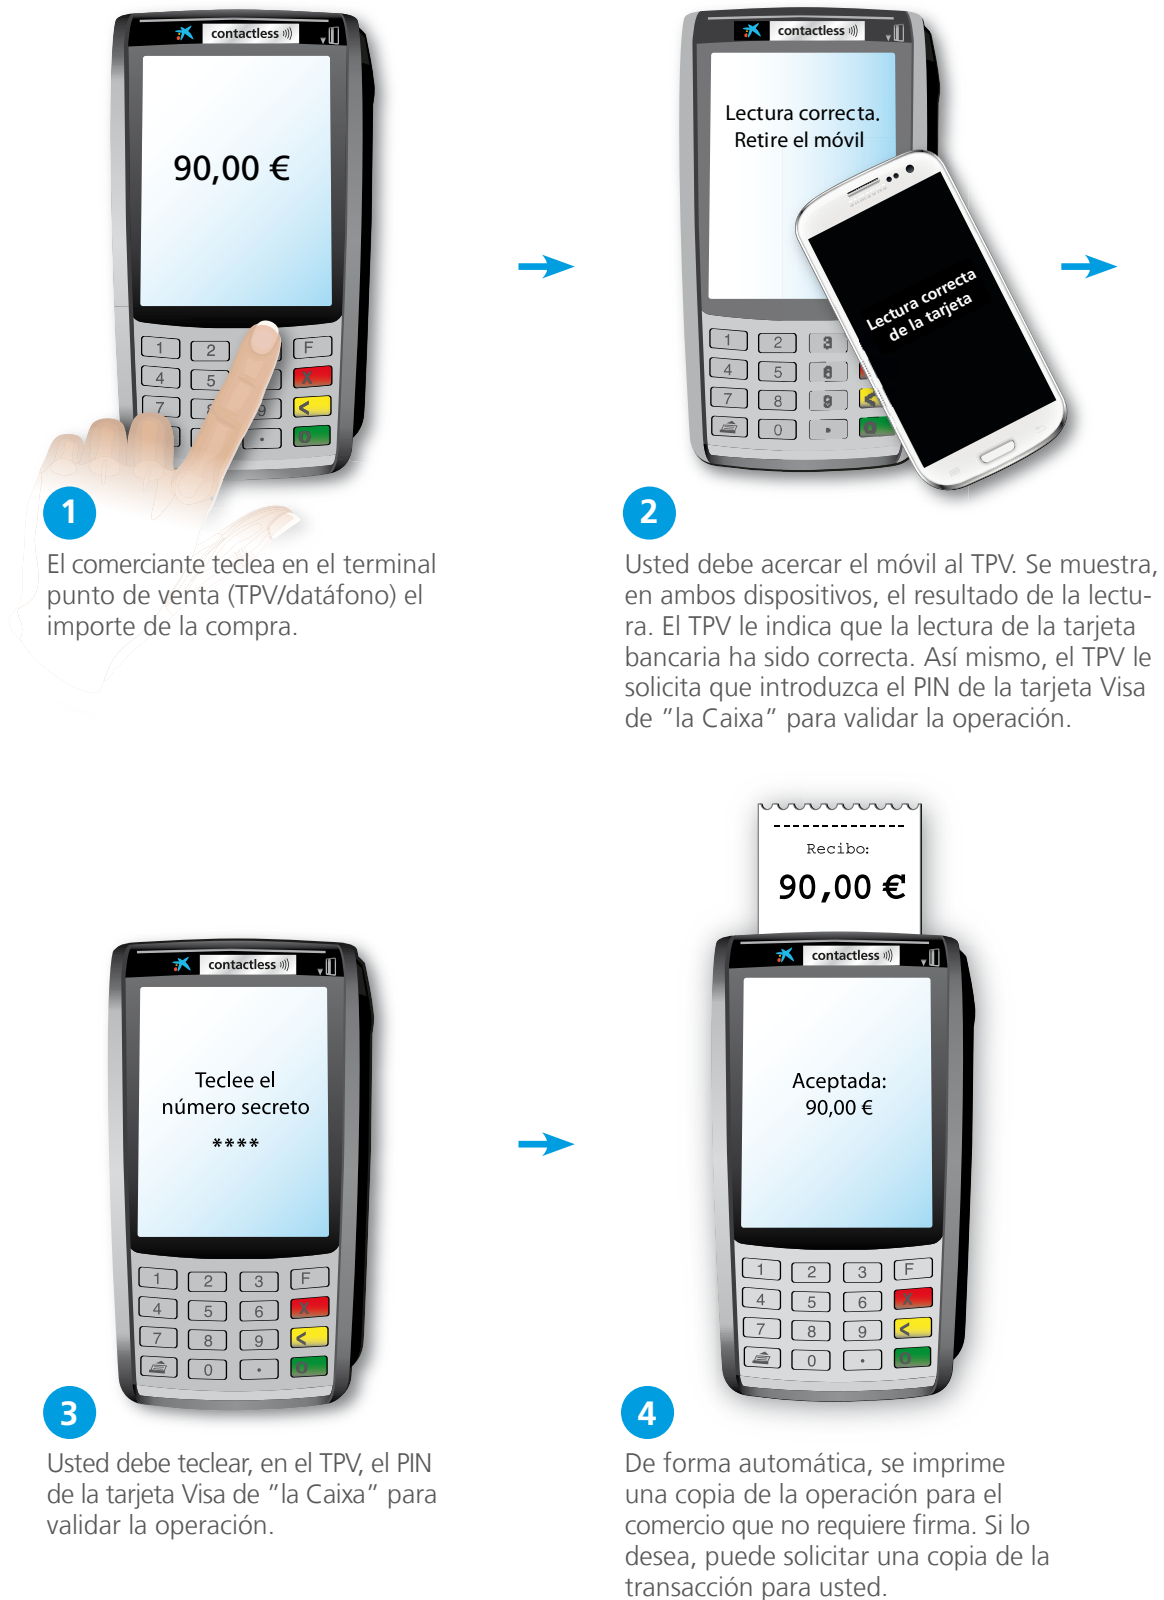 contactless
90,00 €
1 2 F
4 5 X
7 8 9 <
. O
1
El comerciante teclea en el terminal
punto de venta (TPV/datáfono) el
importe de la compra.
contactless
Lectura correcta.
Retire el móvil
SAMSUNG
Lectura correcta
de la tarjeta
1 2 3
4 5 6
7 8 9 <
0 . O
2
Usted debe acercar el móvil al TPV. Se muestra,
en ambos dispositivos, el resultado de la lectu-
ra. El TPV le indica que la lectura de la tarjeta
bancaria ha sido correcta. Así mismo, el TPV le
solicita que introduzca el PIN de la tarjeta Visa
de "la Caixa" para validar la operación.
contactless
Teclee el
número secreto
****
1 2 3 F
4 5 6 X
7 8 9 <
0 . O
3
Usted debe teclear, en el TPV, el PIN
de la tarjeta Visa de "la Caixa" para
validar la operación.
Recibo:
90,00 €
contactless
Aceptada:
90,00 €
1 2 3 F
4 5 6 X
7 8 9 <
0 . O
4
De forma automática, se imprime
una copia de la operación para el
comercio que no requiere firma. Si lo
desea, puede solicitar una copia de la
transacción para usted.